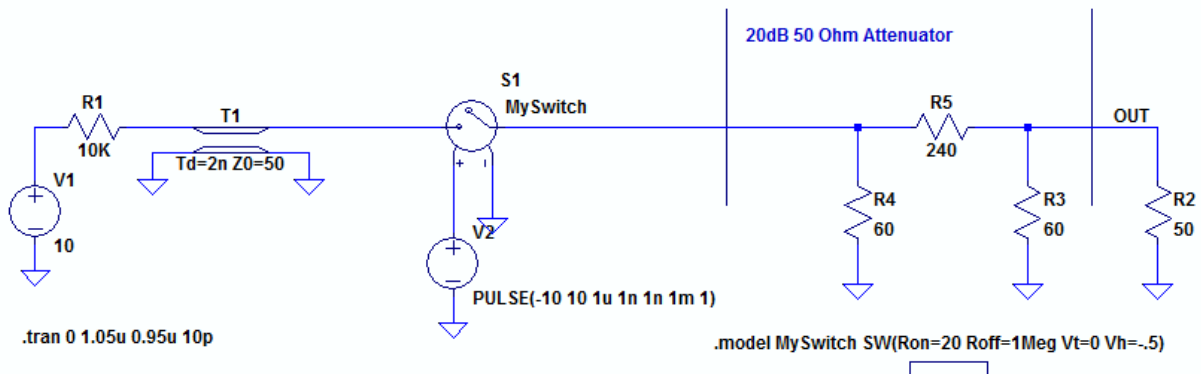 20dB 50 Ohm Attenuator
S1
MySwitch
R1
10K
T1
Td=2n Z0=50
R5
240
OUT
V1
10
+
R4
60
R3
60
R2
50
V2
PULSE(-10 10 1u 1n 1n 1m 1)
.tran 0 1.05u 0.95u 10p
.model MySwitch SW(Ron=20 Roff=1Meg Vt=0 Vh=-.5)